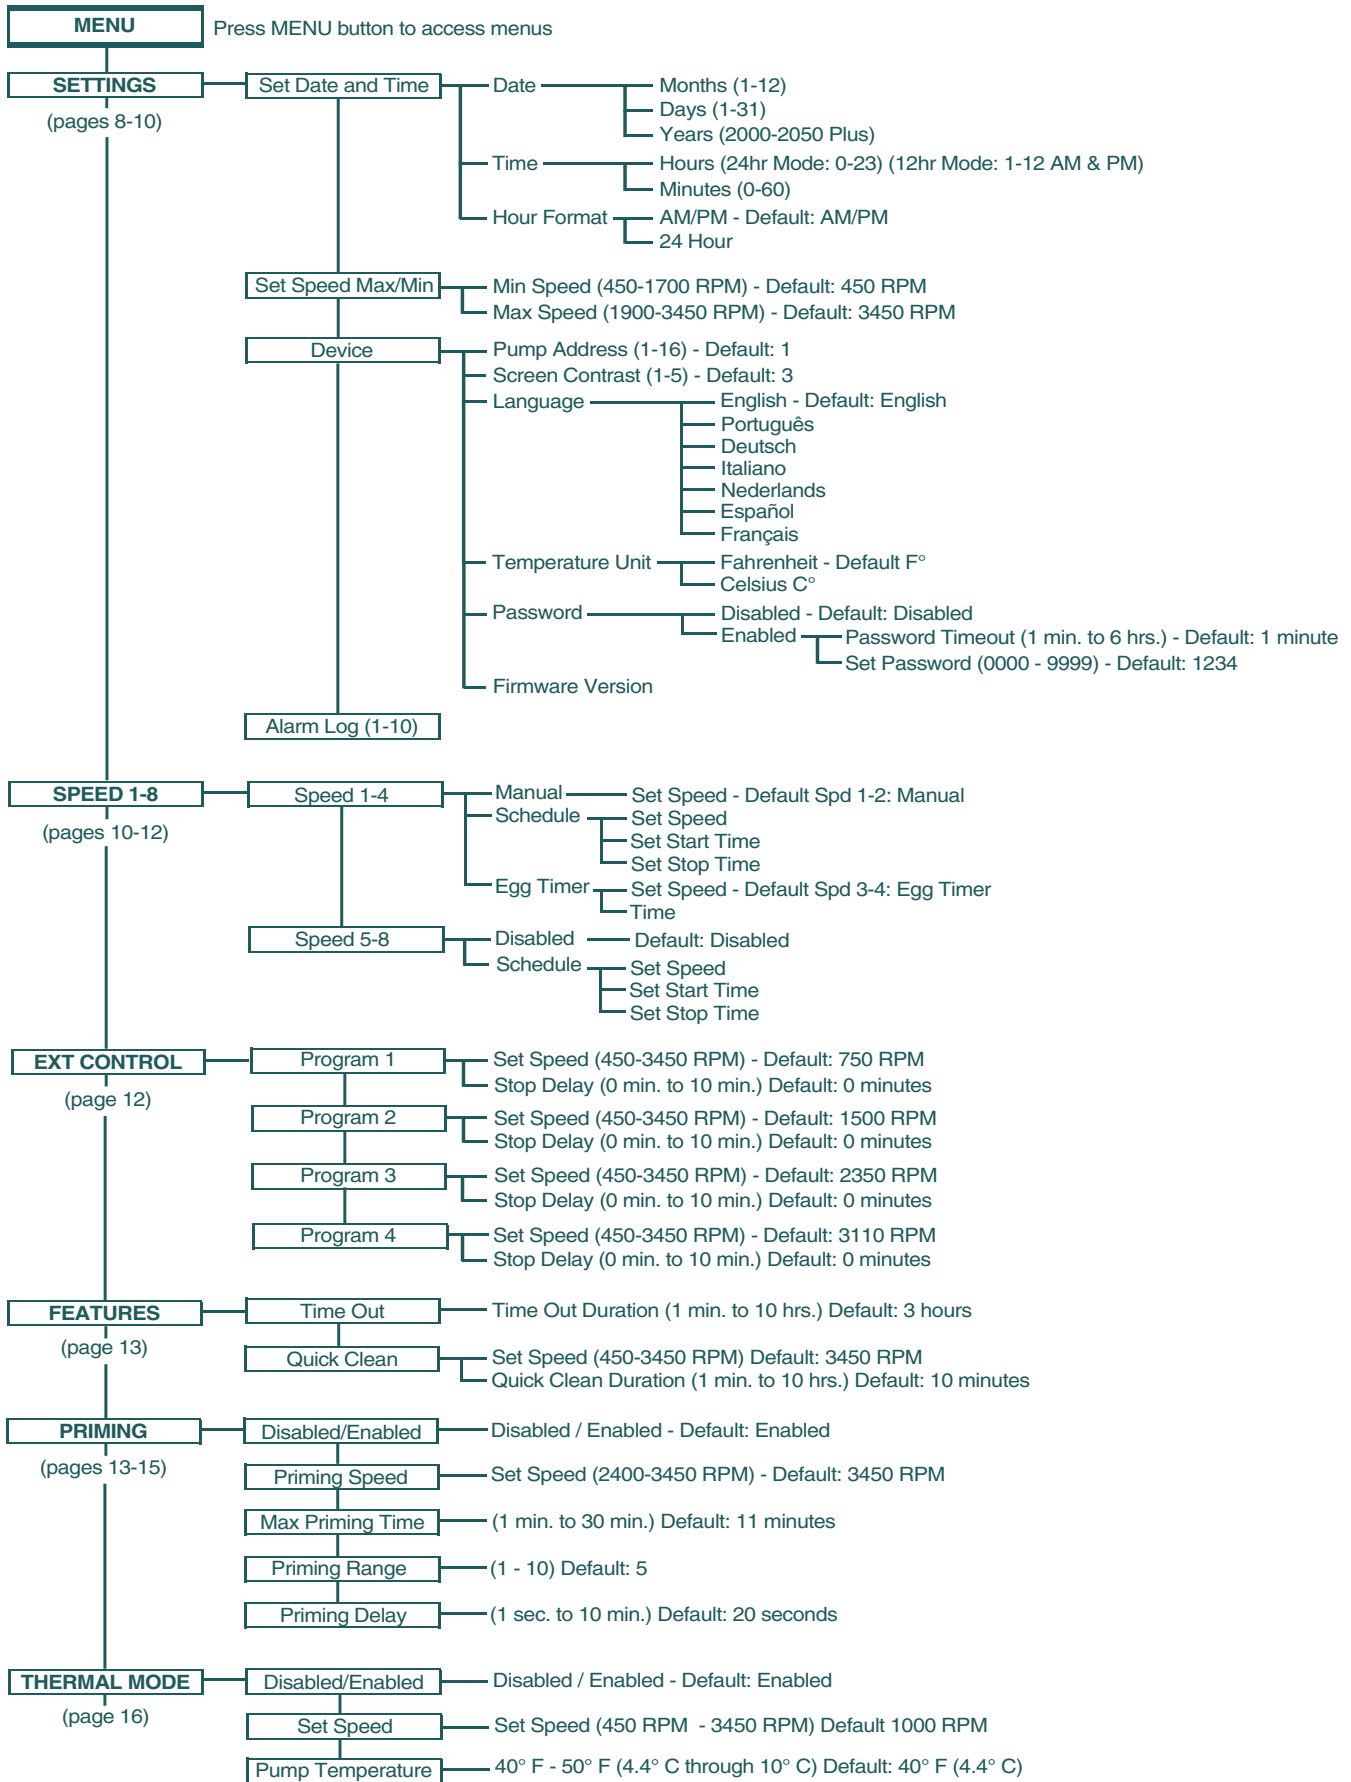 MENU
Press MENU button to access menus
SETTINGS
(pages 8-10)
Set Date and Time
Date
Months (1-12)
Days (1-31)
Years (2000-2050 Plus)
Time
Hours (24hr Mode: 0-23) (12hr Mode: 1-12 AM & PM)
Minutes (0-60)
Hour Format
AM/PM - Default: AM/PM
24 Hour
Set Speed Max/Min
Min Speed (450-1700 RPM) - Default: 450 RPM
Max Speed (1900-3450 RPM) - Default: 3450 RPM
Device
Pump Address (1-16) - Default: 1
Screen Contrast (1-5) - Default: 3
Language
English - Default: English
Português
Deutsch
Italiano
Nederlands
Español
Français
Temperature Unit
Fahrenheit - Default F°
Celsius C°
Password
Disabled - Default: Disabled
Enabled
Password Timeout (1 min. to 6 hrs.) - Default: 1 minute
Set Password (0000 - 9999) - Default: 1234
Firmware Version
Alarm Log (1-10)
SPEED 1-8
(pages 10-12)
Speed 1-4
Manual
Set Speed - Default Spd 1-2: Manual
Schedule
Set Speed
Set Start Time
Set Stop Time
Egg Timer
Set Speed - Default Spd 3-4: Egg Timer
Time
Speed 5-8
Disabled
Default: Disabled
Schedule
Set Speed
Set Start Time
Set Stop Time
EXT CONTROL
(page 12)
Program 1
Set Speed (450-3450 RPM) - Default: 750 RPM
Stop Delay (0 min. to 10 min.) Default: 0 minutes
Program 2
Set Speed (450-3450 RPM) - Default: 1500 RPM
Stop Delay (0 min. to 10 min.) Default: 0 minutes
Program 3
Set Speed (450-3450 RPM) - Default: 2350 RPM
Stop Delay (0 min. to 10 min.) Default: 0 minutes
Program 4
Set Speed (450-3450 RPM) - Default: 3110 RPM
Stop Delay (0 min. to 10 min.) Default: 0 minutes
FEATURES
(page 13)
Time Out
Time Out Duration (1 min. to 10 hrs.) Default: 3 hours
Quick Clean
Set Speed (450-3450 RPM) Default: 3450 RPM
Quick Clean Duration (1 min. to 10 hrs.) Default: 10 minutes
PRIMING
(pages 13-15)
Disabled/Enabled
Disabled / Enabled - Default: Enabled
Priming Speed
Set Speed (2400-3450 RPM) - Default: 3450 RPM
Max Priming Time
(1 min. to 30 min.) Default: 11 minutes
Priming Range
(1 - 10) Default: 5
Priming Delay
(1 sec. to 10 min.) Default: 20 seconds
THERMAL MODE
(page 16)
Disabled/Enabled
Disabled / Enabled - Default: Enabled
Set Speed
Set Speed (450 RPM - 3450 RPM) Default 1000 RPM
Pump Temperature
40° F - 50° F (4.4° C through 10° C) Default: 40° F (4.4° C)